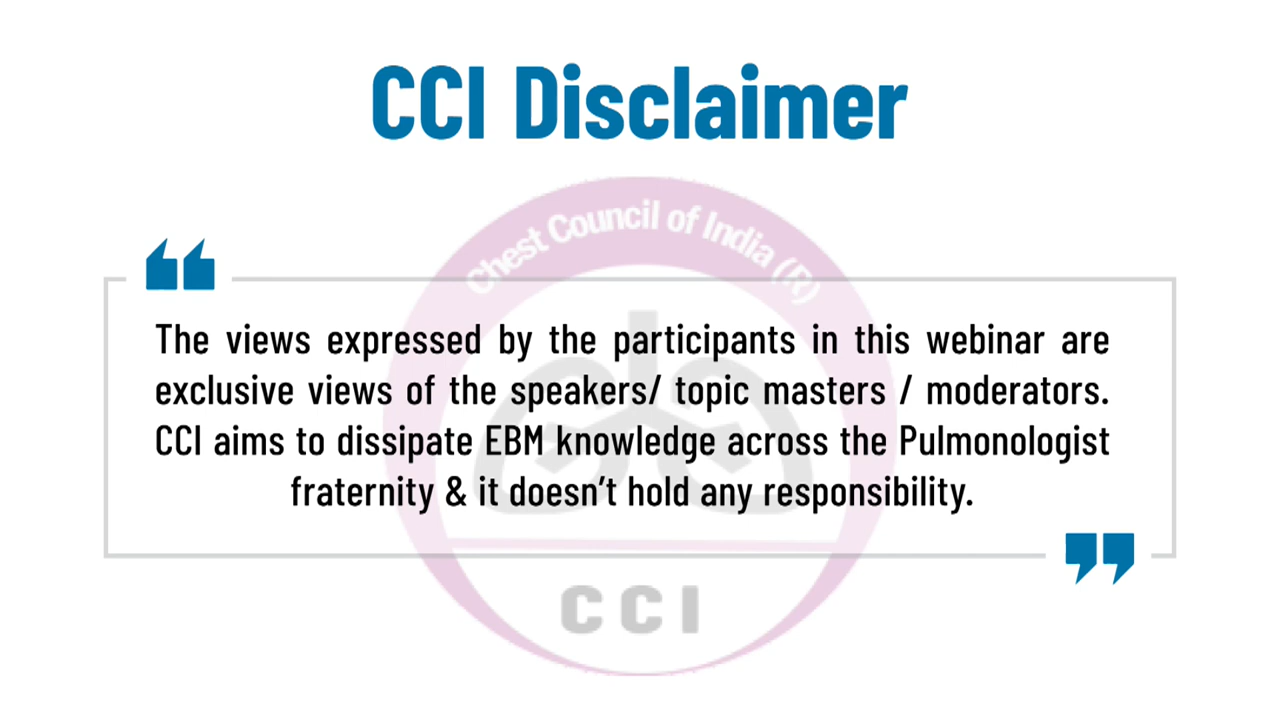 CCI Disclaimer
Chest Council of India (R)
“
The views expressed by the participants in this webinar are
exclusive views of the speakers/ topic masters / moderators.
CCI aims to dissipate EBM knowledge across the Pulmonologist
fraternity & it doesn’t hold any responsibility.
”
CCI